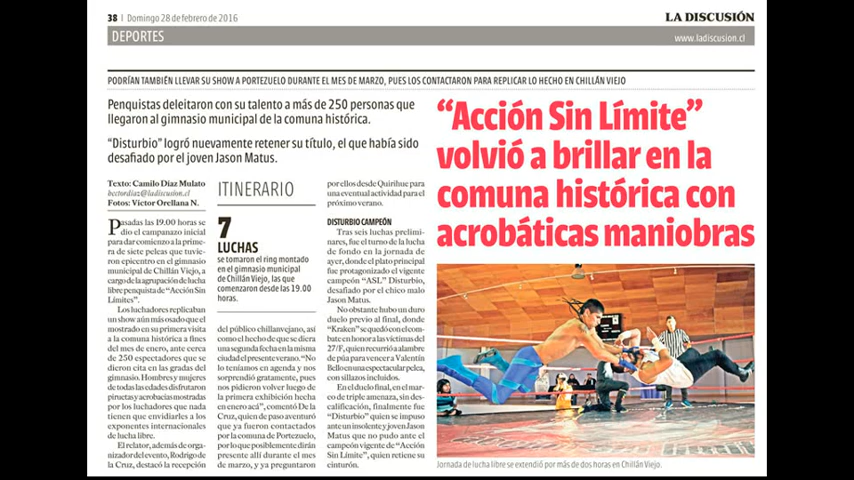 38 | Domingo 28 de febrero de 2016
LA DISCUSIÓN
DEPORTES
www.ladiscusion.cl
PODRÍAN TAMBIÉN LLEVAR SU SHOW A PORTEZUELO DURANTE EL MES DE MARZO, PUES LOS CONTACTARON PARA REPLICAR LO HECHO EN CHILLÁN VIEJO
Penquistas deleitaron con su talento a más de 250 personas que
llegaron al gimnasio municipal de la comuna histórica.
“Disturbio” logró nuevamente retener su título, el que había sido
desafiado por el joven Jason Matus.
“Acción Sin Límite”
volvió a brillar en la
comuna histórica con
acrobáticas maniobras
Texto: Camilo Díaz Mulato
hectordiaz@ladiscusion.cl
Fotos: Víctor Orellana N.
Pasadas las 19.00 horas se
dio el campanazo inicial
para dar comienzo a la prime-
ra de siete peleas que tuvie-
ron epicentro en el gimnasio
municipal de Chillán Viejo, a
cargo de la agrupación de lucha
libre penquista de “Acción Sin
Límites”.
Los luchadores replicaban
un show aún más osado que el
mostrado en su primera visita
a la comuna histórica a fines
del mes de enero, ante cerca
de 250 espectadores que se
dieron cita en las gradas del
gimnasio. Hombres y mujeres
de todas las edades disfrutaron
piruetas y acrobacias mostradas
por los luchadores que nada
tienen que envidiarles a los
exponentes internacionales
de lucha libre.
El relator, además de orga-
nizador del evento, Rodrigo de
la Cruz, destacó la recepción
ITINERARIO
7
LUCHAS
se tomaron el ring montado
en el gimnasio municipal
de Chillán Viejo, las que
comenzaron desde las 19.00
horas.
del público chillanvejano, así
como el hecho de que se diera
una segunda fecha en la misma
ciudad el presente verano. “No
lo teníamos en agenda y nos
sorprendió gratamente, pues
nos pidieron volver luego de
la primera exhibición hecha
en enero acá”, comentó De la
Cruz, quien de paso aventuró
que ya fueron contactados
por la comuna de Portezuelo,
por lo que posiblemente dirán
presente allí durante el mes
de marzo, y ya preguntaron
por ellos desde Quirihue para
una eventual actividad para el
próximo verano.
DISTURBIO CAMPEÓN
Tras seis luchas prelimi-
nares, fue el turno de la lucha
de fondo en la jornada de
ayer, donde el plato principal
fue protagonizado el vigente
campeón “ASL” Disturbio,
desafiado por el chico malo
Jason Matus.
No obstante hubo un duro
duelo previo al final, donde
“Kraken” se quedó con el comba-
te en honor a las víctimas del
27/F, quien recurrió a alambre
de púa para vencer a Valentín
Bello en una espectacular pelea,
con sillazos incluidos.
En el duelo final, en el mar-
co de triple amenaza, sin des-
calificación, finalmente fue
“Disturbio” quien se impuso
ante un insolente y joven Jason
Matus que no pudo ante el
campeón vigente de “Acción
Sin Límite”, quien retiene su
cinturón.
Jornada de lucha libre se extendió por más de dos horas en Chillán Viejo.